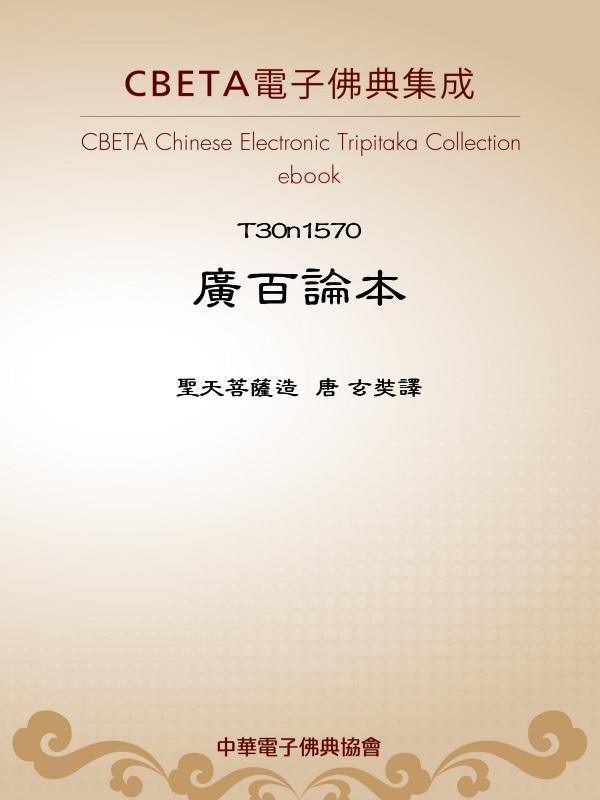 CBETA電子佛典集成
CBETA Chinese Electronic Tripitaka Collection
ebook
T30n1570
廣百論本
聖天菩薩造 唐 玄奘譯
中華電子佛典協會